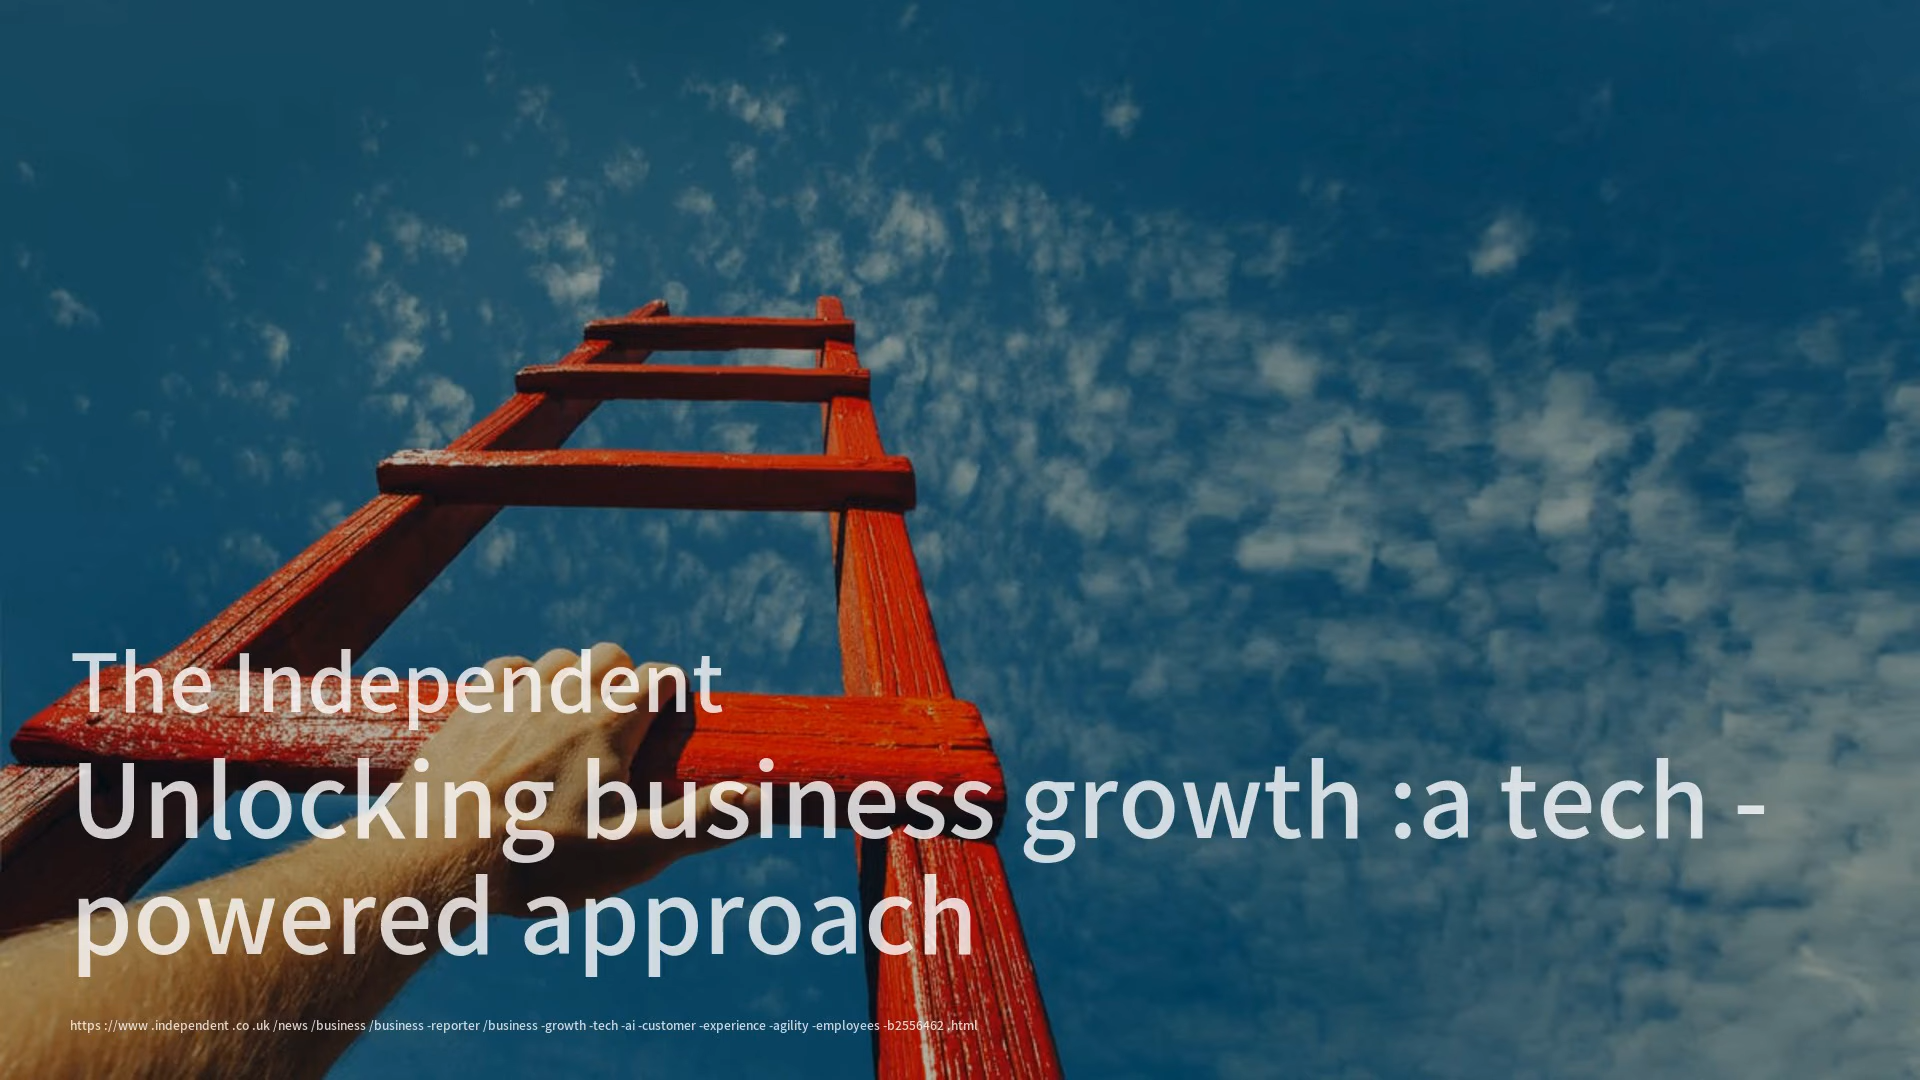 The Independent
Unlocking business growth :a tech -
powered approach
https ://www .independent .co .uk /news /business /business -reporter /business -growth -tech -ai -customer -experience -agility -employees -b2556462 .html